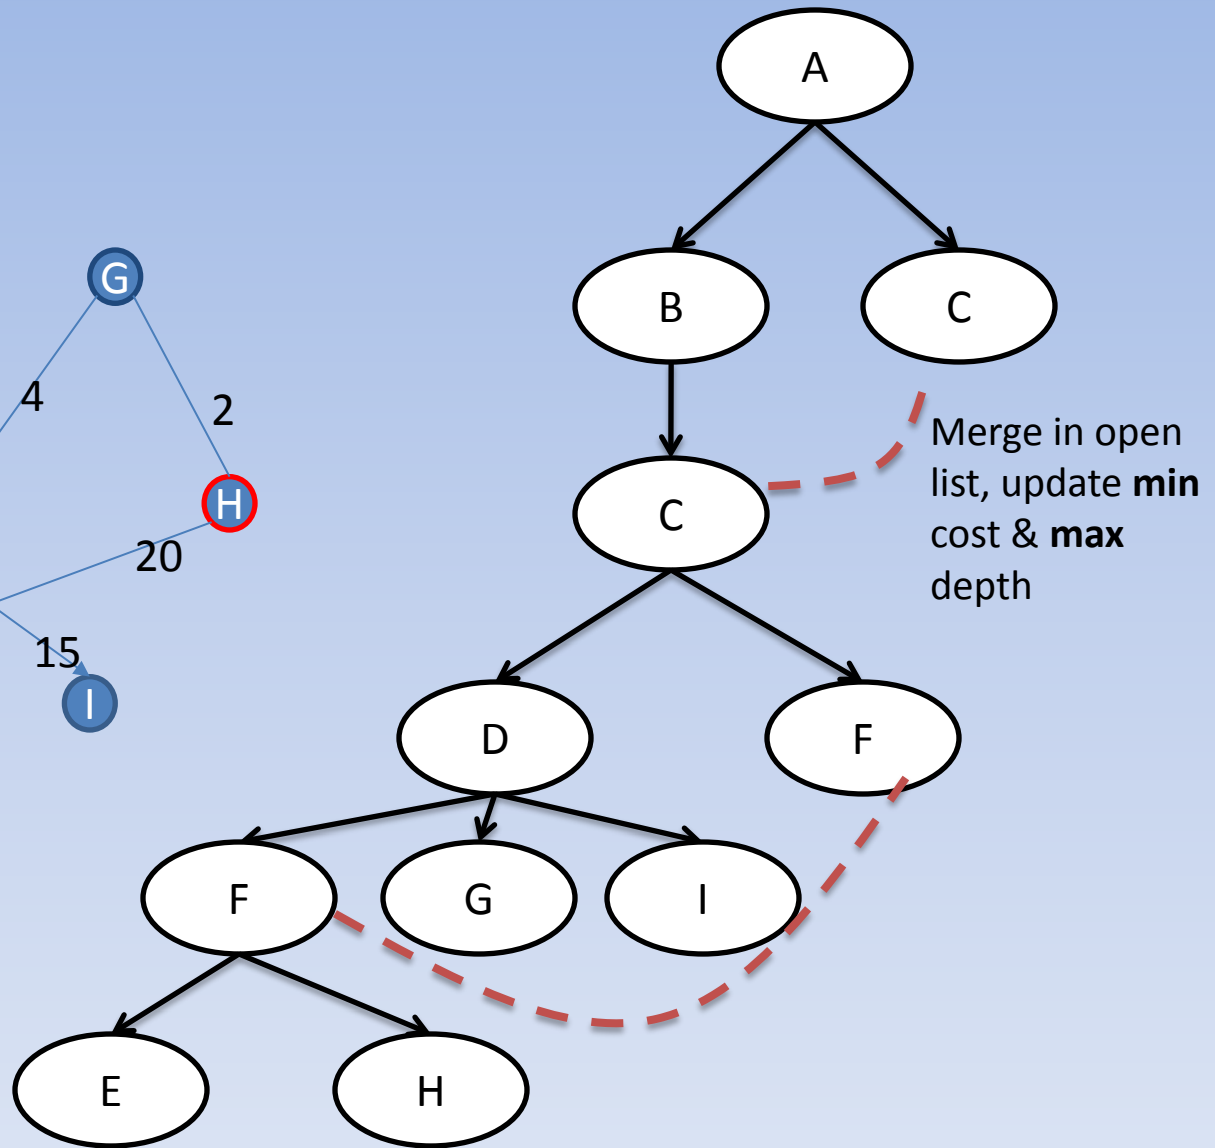 A
B
C
G
4
2
Merge in open
list, update min
cost & max
depth
H
C
20
15
I
D
F
F
G
I
E
H